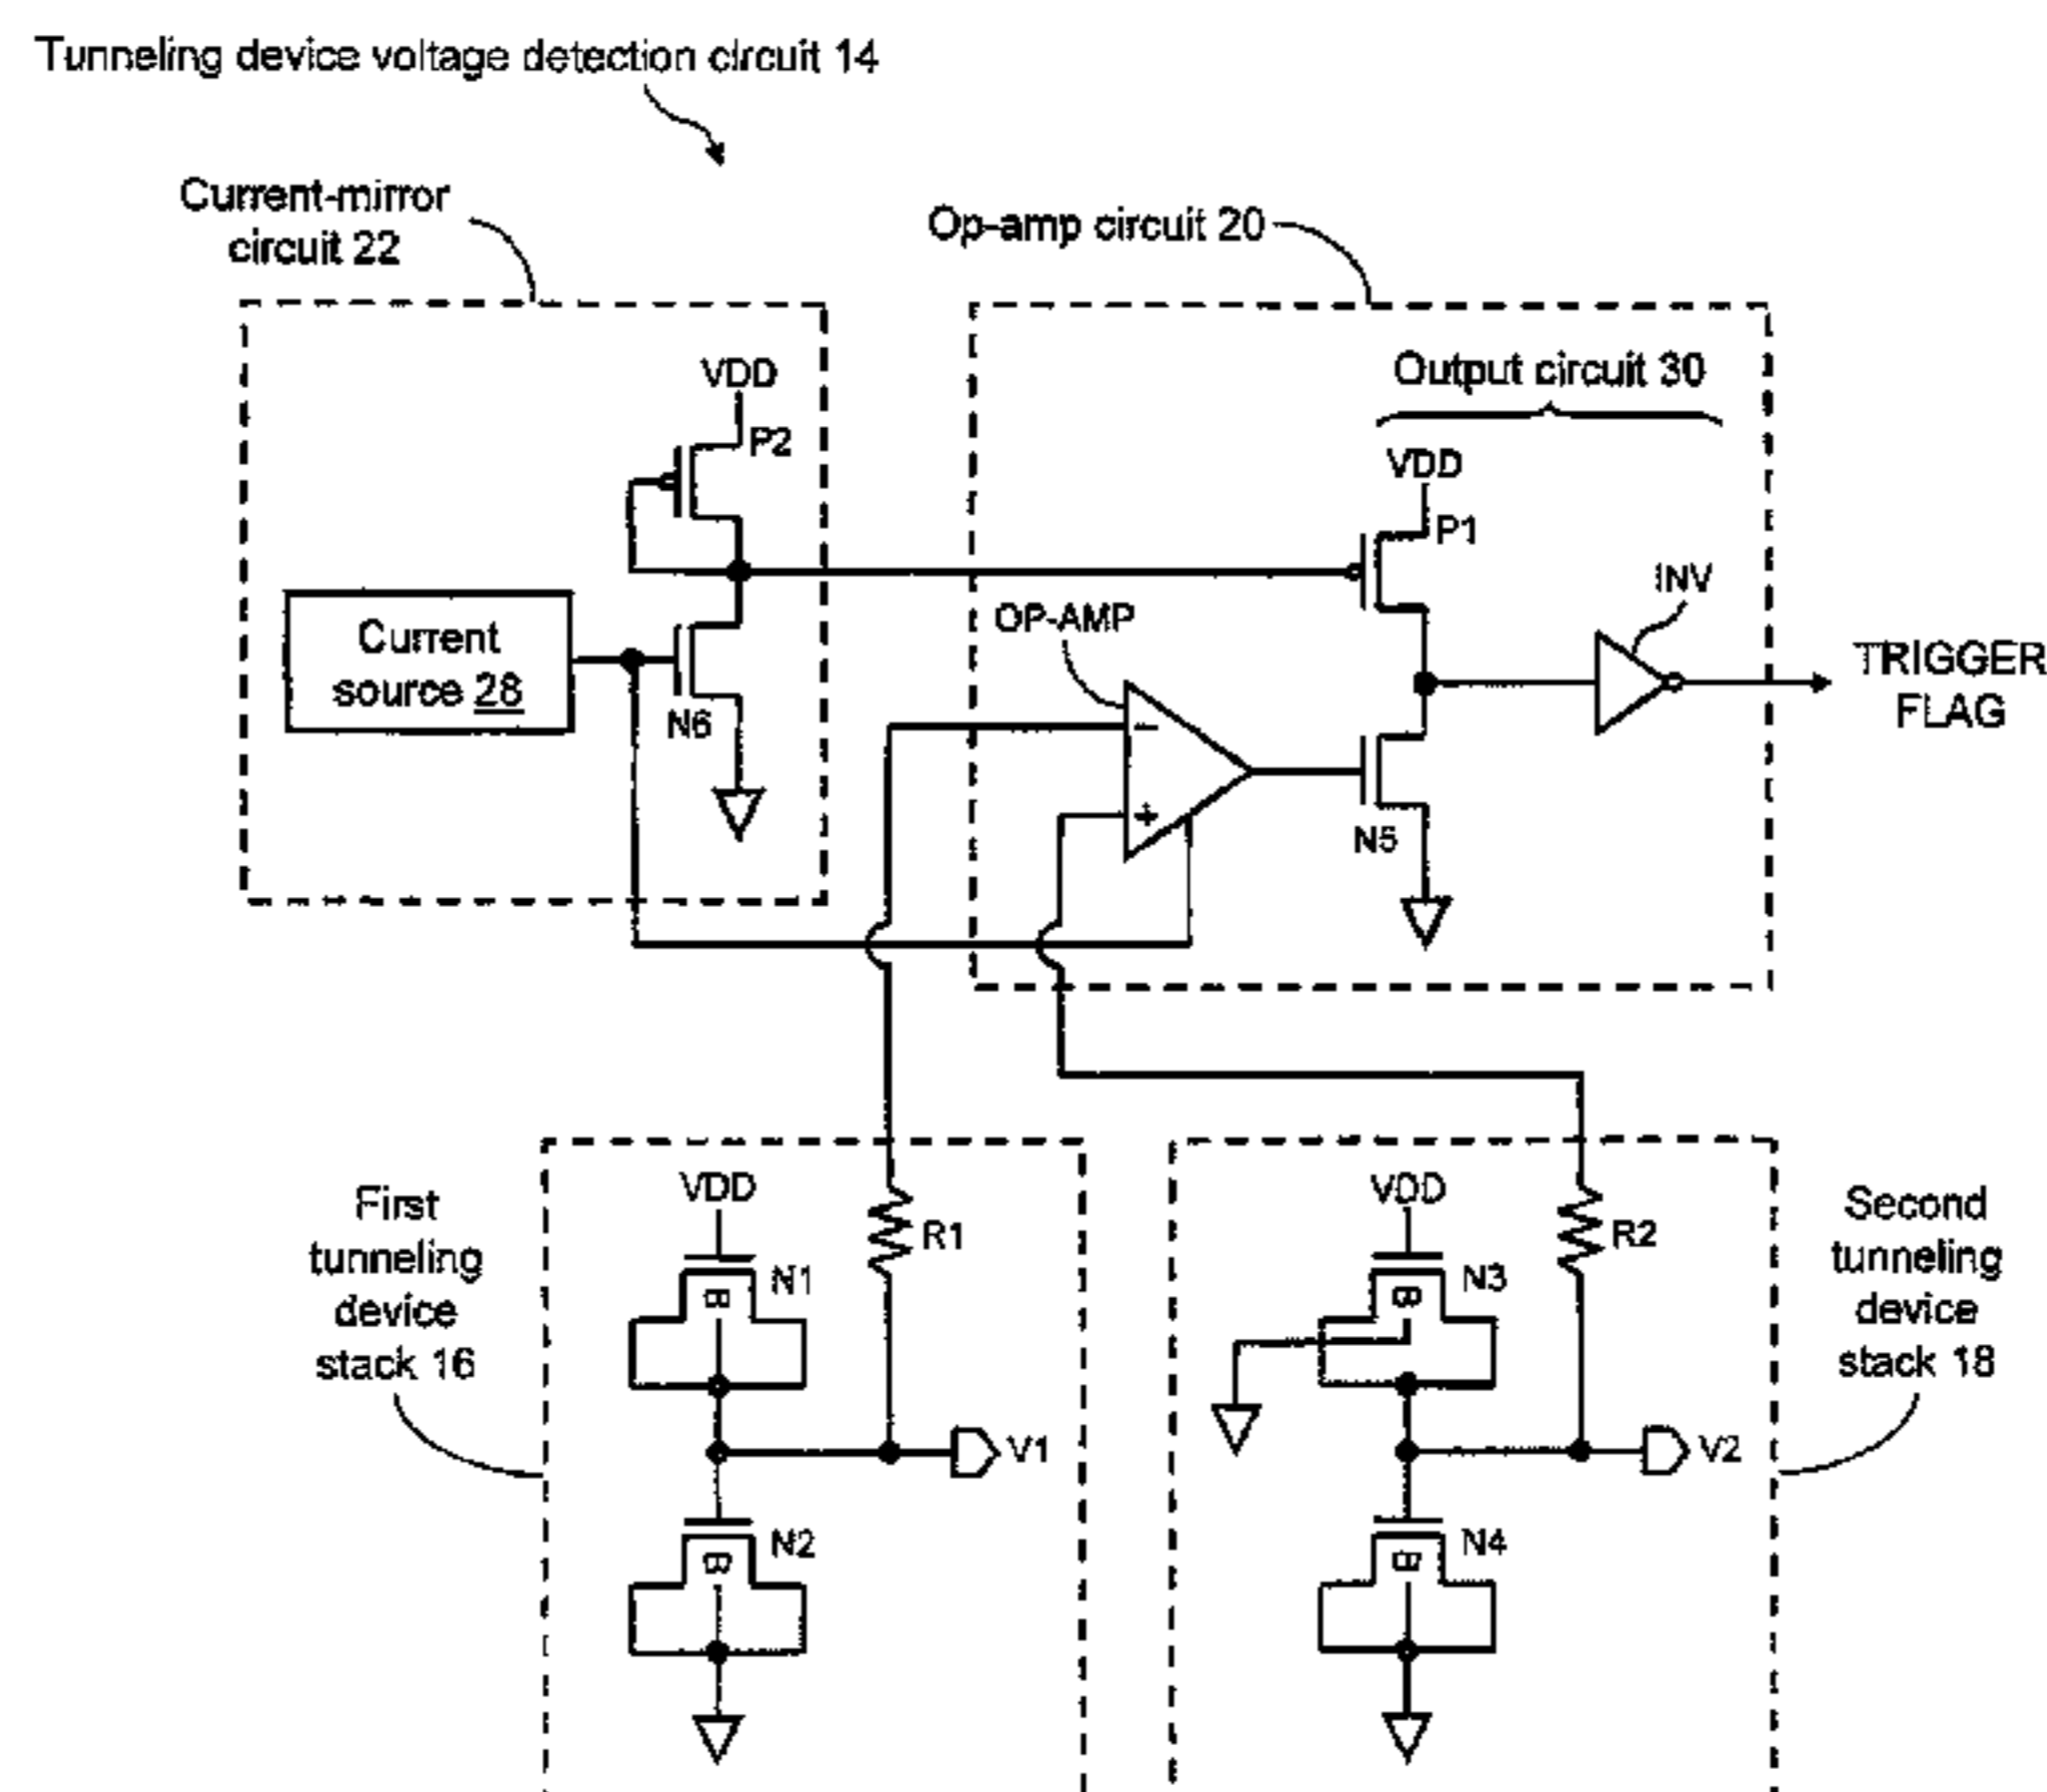 Tunneling device voltage detection circuit 14
Current-mirror
circuit 22
Op-amp circuit 20
VDD
P2
Output circuit 30
VDD
P1
INV
OP-AMP
Current
source 28
N6
TRIGGER
FLAG
−
+
N5
First
tunneling
device
stack 16
VDD
R1
N1
B
V1
N2
B
VDD
R2
N3
B
V2
N4
B
Second
tunneling
device
stack 18